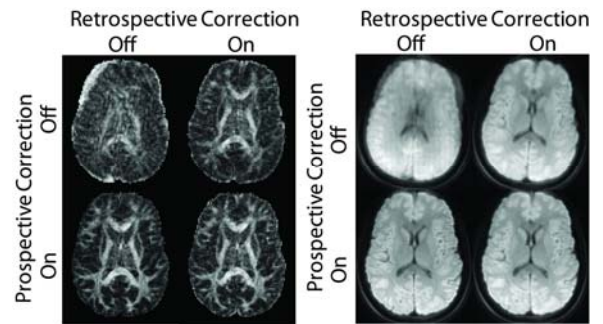 Retrospective Correction
Off On
Prospective Correction
Off
On
Retrospective Correction
Off On
Prospective Correction
Off
On